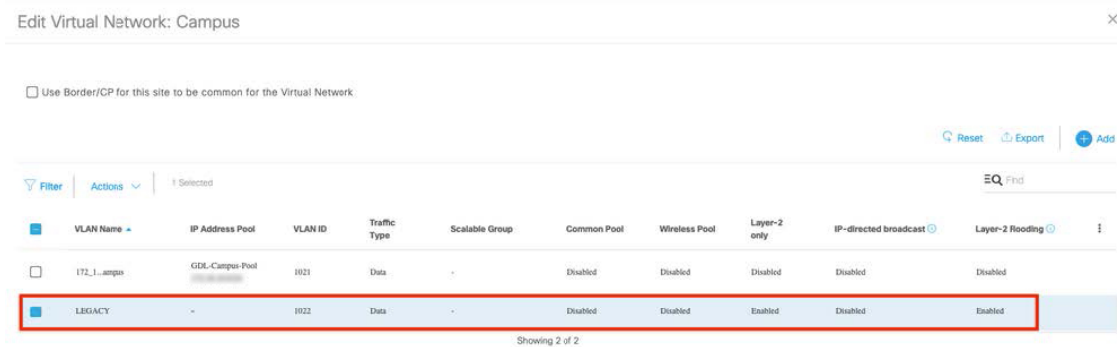 Edit Virtual Network: Campus
Use Border/CP for this site to be common for the Virtual Network
Reset Export Add
Filter Actions 1 Selected Find
VLAN Name IP Address Pool VLAN ID Traffic Type Scalable Group Common Pool Wireless Pool Layer-2 only IP-directed broadcast Layer-2 flooding
172_1...ampus GDL-Campus-Pool 1021 Data - Disabled Disabled Disabled Disabled Disabled
LEGACY - 1022 Data - Disabled Disabled Enabled Disabled Enabled
Showing 2 of 2